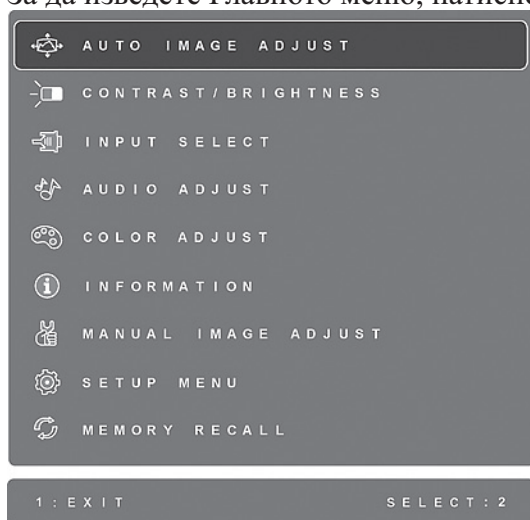 За да изведете Главното меню, натисн
AUTO IMAGE ADJUST
CONTRAST/BRIGHTNESS
INPUT SELECT
AUDIO ADJUST
COLOR ADJUST
INFORMATION
MANUAL IMAGE ADJUST
SETUP MENU
MEMORY RECALL
1:EXIT SELECT:2